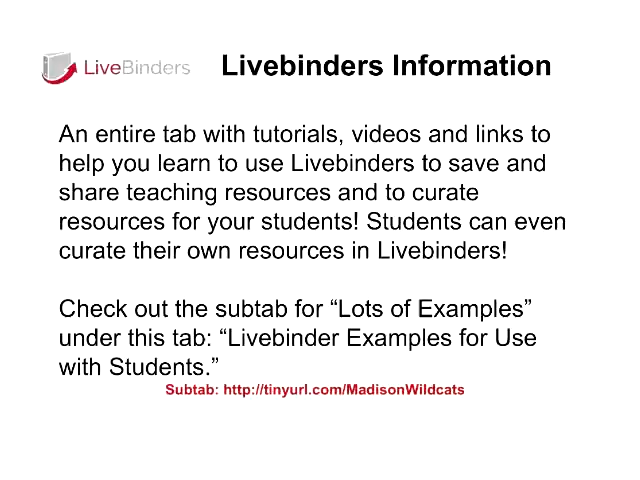 LiveBinders
Livebinders Information
An entire tab with tutorials, videos and links to
help you learn to use Livebinders to save and
share teaching resources and to curate
resources for your students! Students can even
curate their own resources in Livebinders!
Check out the subtab for “Lots of Examples”
under this tab: “Livebinder Examples for Use
with Students.”
Subtab: http://tinyurl.com/MadisonWildcats